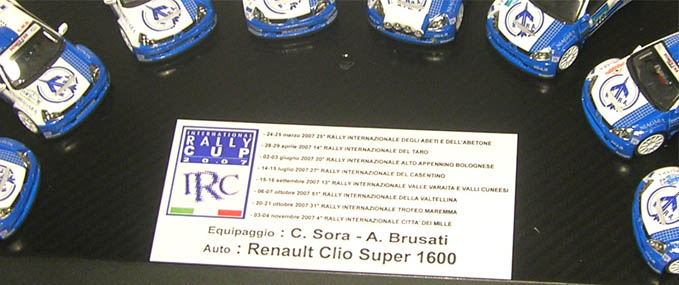 INTERNATIONAL
RALLY
CUP
2007
IRC
- 24-25 marzo 2007 25° RALLY INTERNAZIONALE DEGLI ABETI E DELL'ABETONE
- 28-29 aprile 2007 14° RALLY INTERNAZIONALE DEL TARO
- 02-03 giugno 2007 30° RALLY INTERNAZIONALE ALTO APPENNINO BOLOGNESE
- 14-15 luglio 2007 27° RALLY INTERNAZIONALE DEL CASENTINO
- 15-16 settembre 2007 13° RALLY INTERNAZIONALE VALLE VARAITA E VALLI CUNEESI
- 06-07 ottobre 2007 51° RALLY INTERNAZIONALE DELLA VALTELLINA
- 20-21 ottobre 2007 31° RALLY INTERNAZIONALE TROFEO MAREMMA
- 03-04 novembre 2007 4° RALLY INTERNAZIONALE CITTA' DEI MILLE
Equipaggio : C. Sora - A. Brusati
Auto : Renault Clio Super 1600